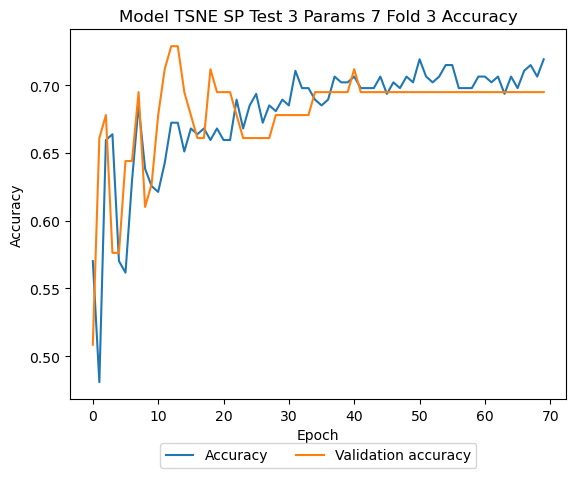 Model TSNE SP Test 3 Params 7 Fold 3 Accuracy
Accuracy
0.70
0.65
0.60
0.55
0.50
0 10 20 30 40 50 60 70
Epoch
Accuracy Validation accuracy